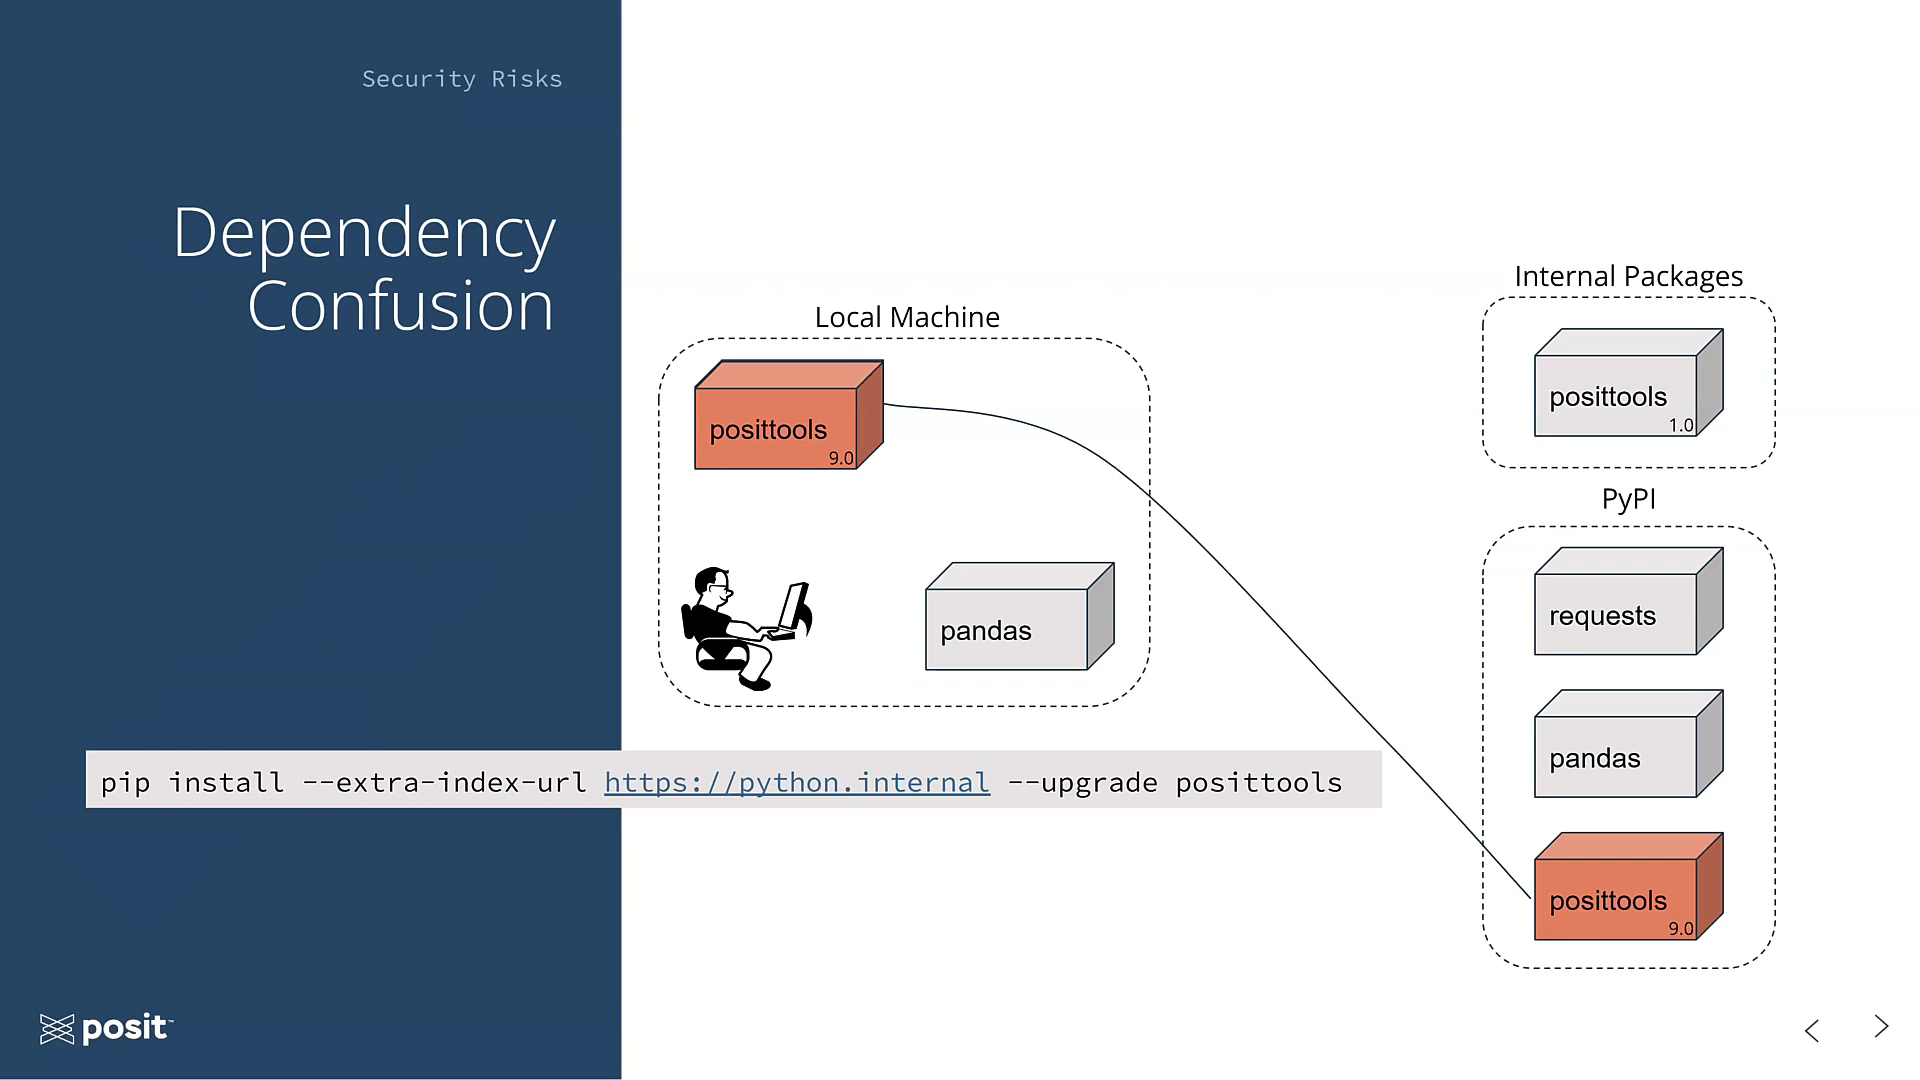 Security Risks
Dependency
Confusion
Local Machine
posittools
9.0
pandas
Internal Packages
posittools
1.0
PyPI
requests
pandas
posittools
9.0
pip install --extra-index-url https://python.internal --upgrade posittools
posit™